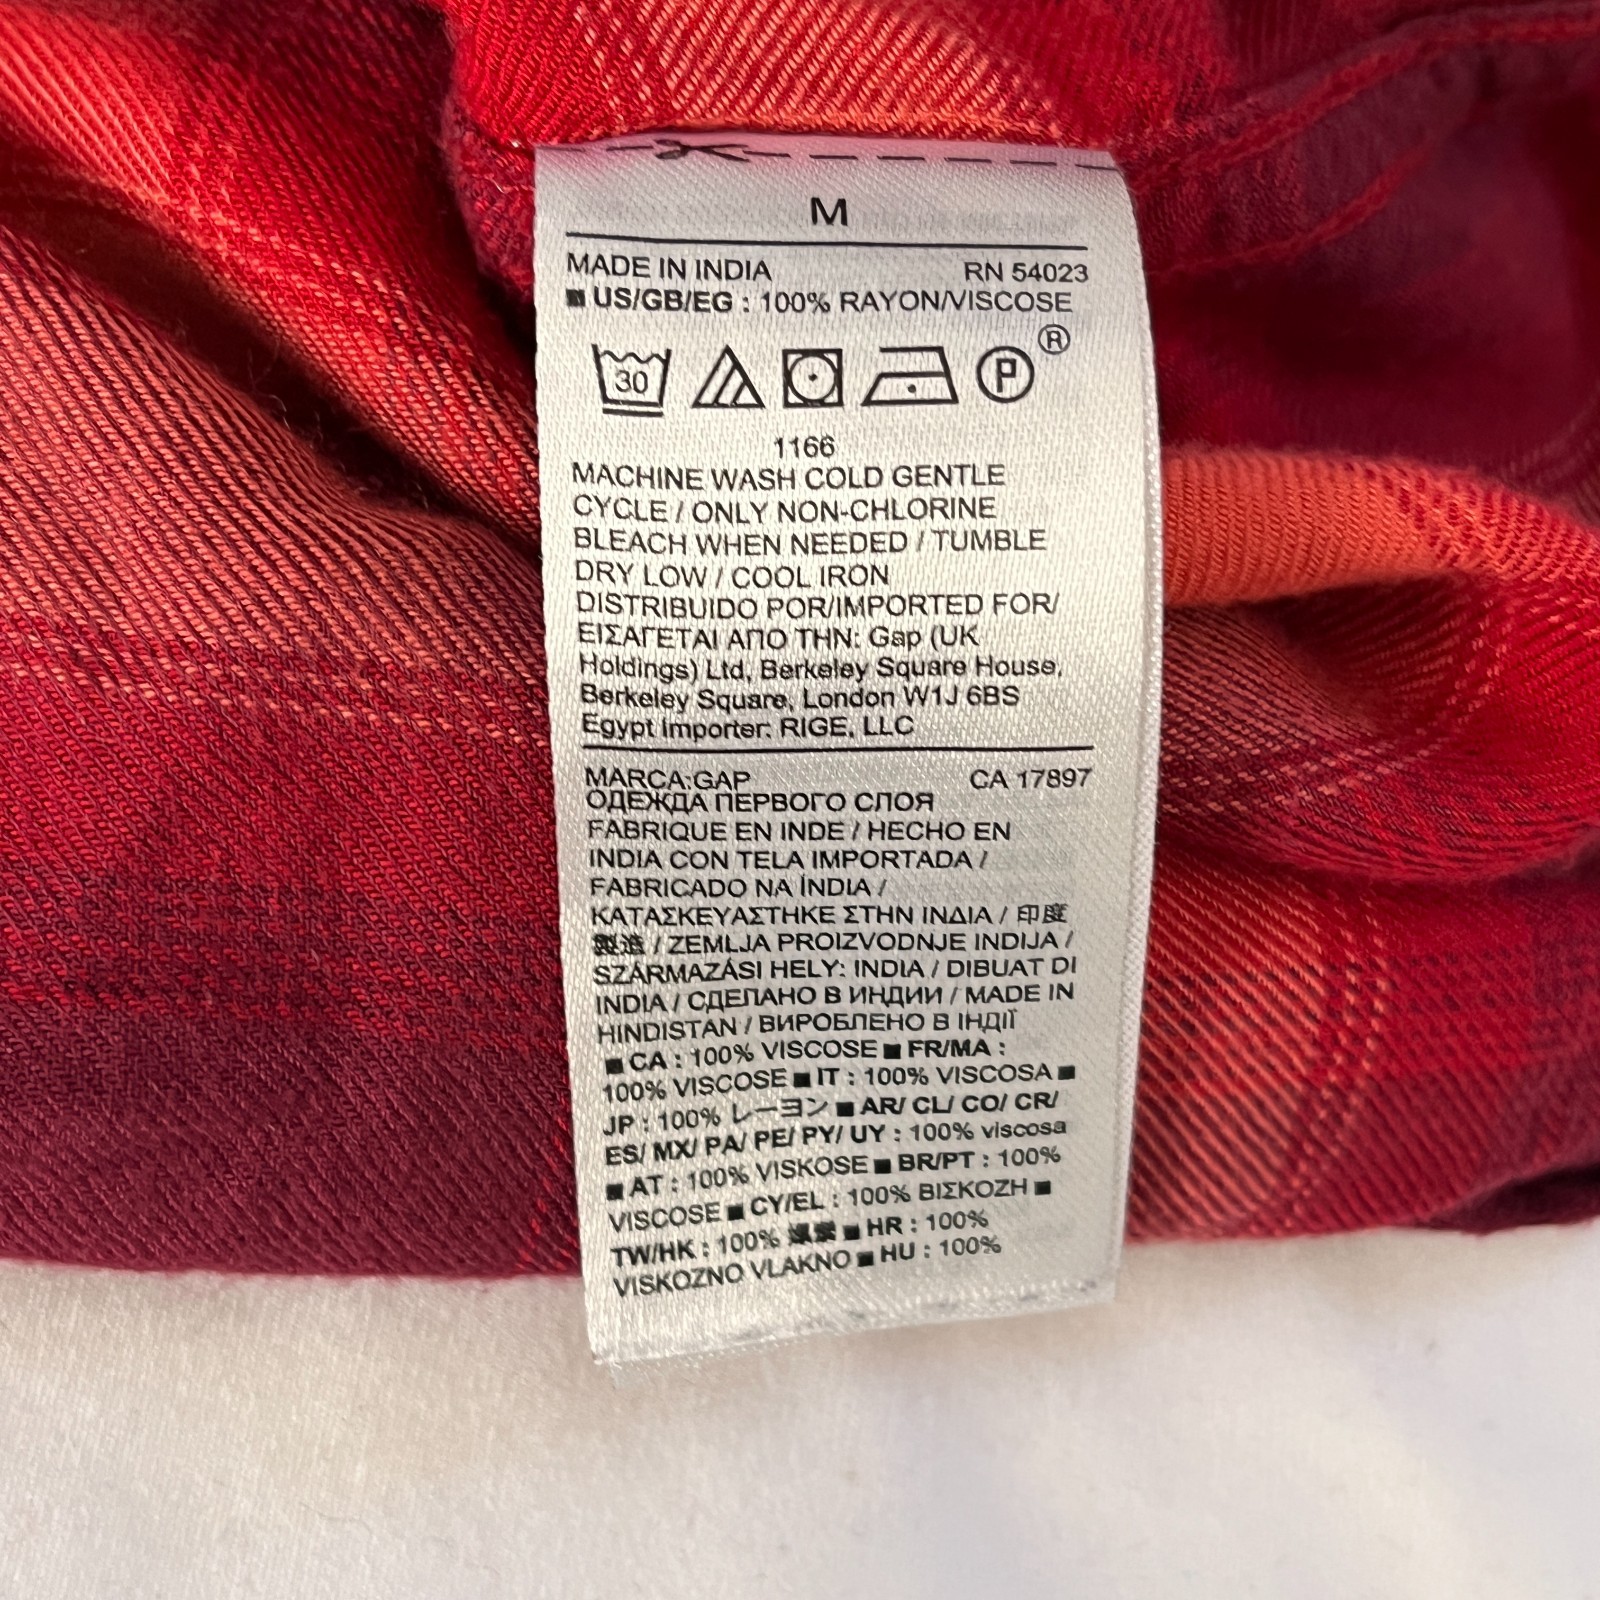 M
MADE IN INDIA RN 54023
■ US/GB/EG : 100% RAYON/VISCOSE
30 P ®
1166
MACHINE WASH COLD GENTLE
CYCLE / ONLY NON-CHLORINE
BLEACH WHEN NEEDED / TUMBLE
DRY LOW / COOL IRON
DISTRIBUIDO POR/IMPORTED FOR/
ΕΙΣΑΓΕΤΑΙ ΑΠΟ ΤΗΝ: Gap (UK
Holdings) Ltd, Berkeley Square House,
Berkeley Square, London W1J 6BS
Egypt Importer: RIGE, LLC
MARCA:GAP CA 17897
ОДЕЖДА ПЕРВОГО СЛОЯ
FABRIQUE EN INDE / HECHO EN
INDIA CON TELA IMPORTADA /
FABRICADO NA ÍNDIA /
ΚΑΤΑΣΚΕΥΑΣΤΗΚΕ ΣΤΗΝ ΙΝΔΙΑ / 印度
製造 / ZEMLJA PROIZVODNJE INDIJA /
SZÁRMAZÁSI HELY: INDIA / DIBUAT DI
INDIA / СДЕЛАНО В ИНДИИ / MADE IN
HINDISTAN / ВИРОБЛЕНО В ІНДІЇ
■ CA : 100% VISCOSE ■ FR/MA :
100% VISCOSE ■ IT : 100% VISCOSA ■
JP : 100% レーヨン ■ AR/ CL/ CO/ CR/
ES/ MX/ PA/ PE/ PY/ UY : 100% viscosa
■ AT : 100% VISKOSE ■ BR/PT : 100%
VISCOSE ■ CY/EL : 100% ΒΙΣΚΟΖΗ ■
TW/HK : 100% ■ HR : 100%
VISKOZNO VLAKNO ■ HU : 100%